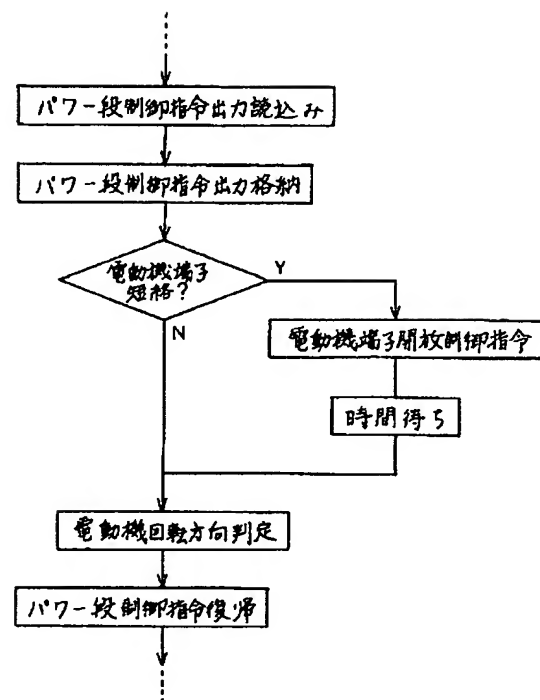 パワー段制御指令出力読込み
パワー段制御指令出力格納
電動機端子
短絡?
Y
N
電動機端子開放制御指令
時間待ち
電動機回転方向判定
パワー段制御指令復帰